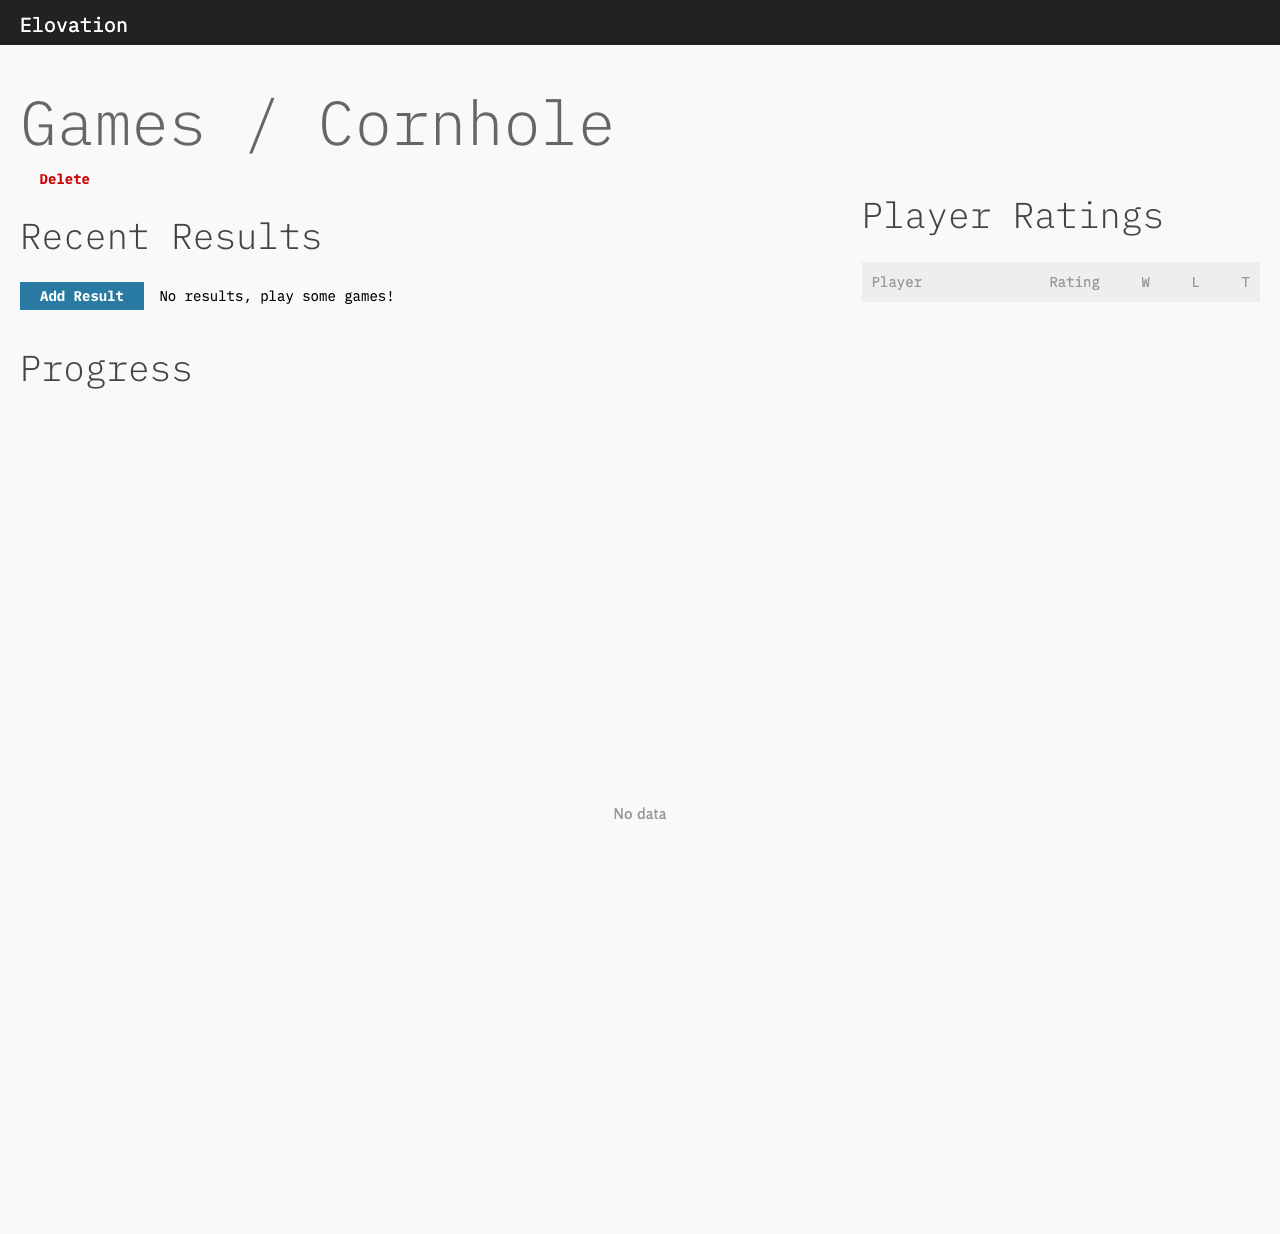 Elovation
Games / Cornhole
Delete
Recent Results
Add Result No results, play some games!
Player Ratings
Player Rating W L T
Progress
No data